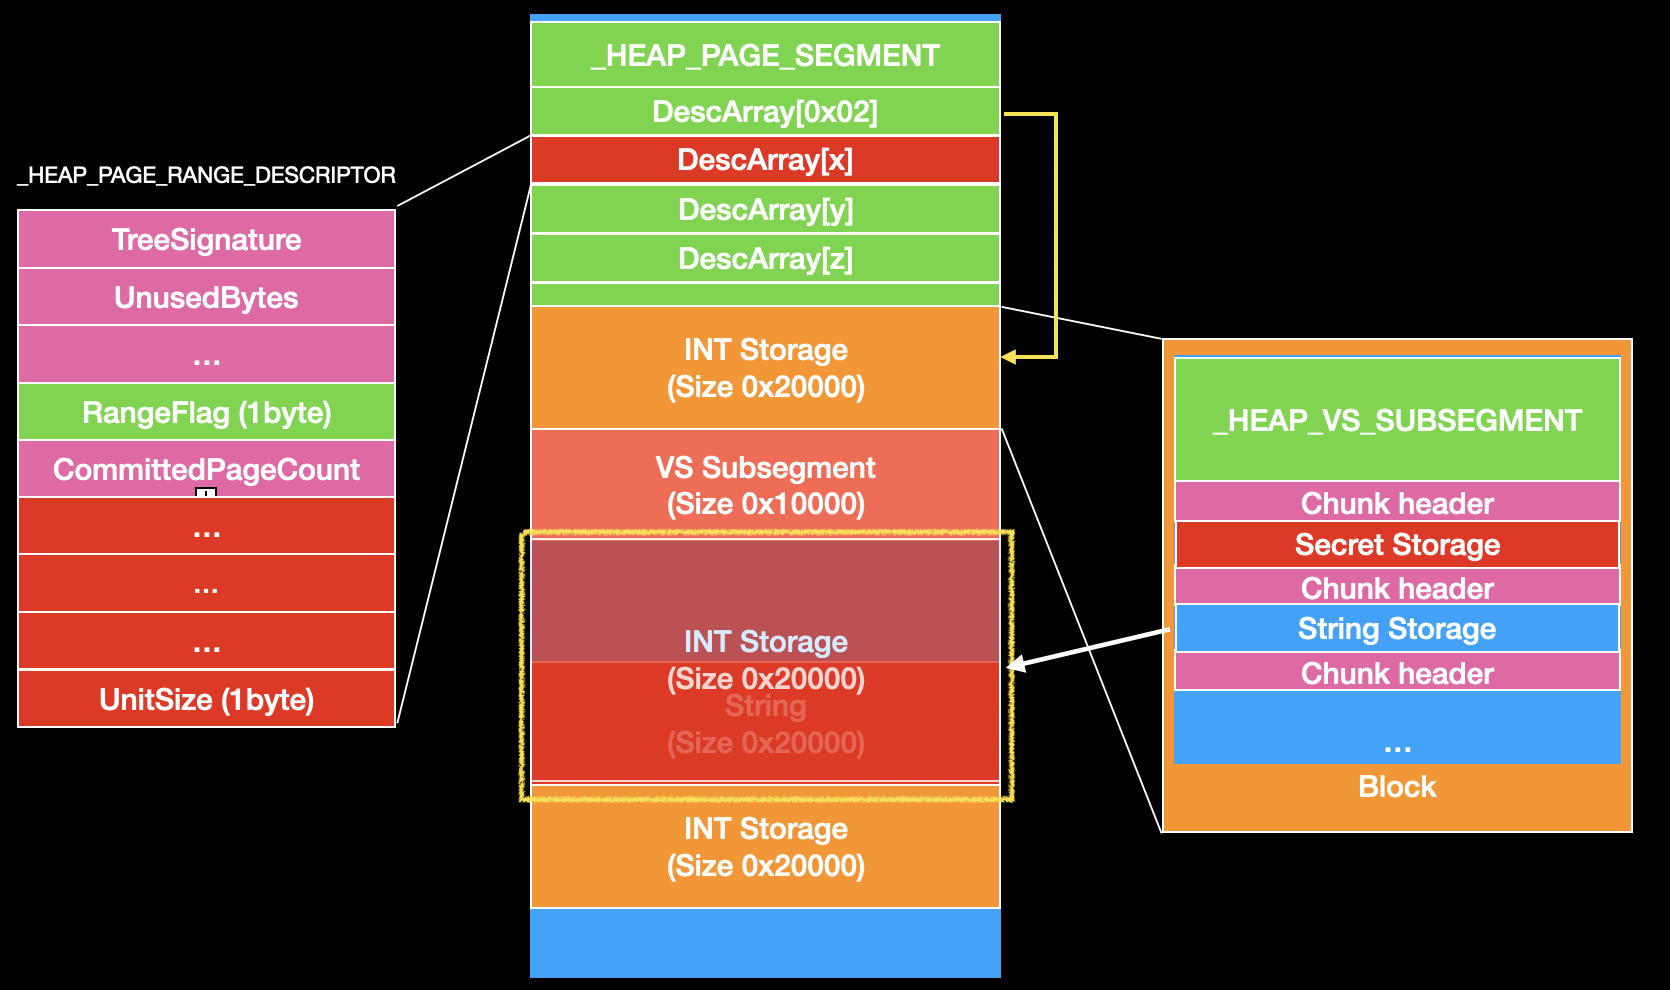 _HEAP_PAGE_RANGE_DESCRIPTOR
TreeSignature
UnusedBytes
...
RangeFlag (1byte)
CommittedPageCount
...
...
...
UnitSize (1byte)
_HEAP_PAGE_SEGMENT
DescArray[0x02]
DescArray[x]
DescArray[y]
DescArray[z]
INT Storage
(Size 0x20000)
VS Subsegment
(Size 0x10000)
INT Storage
(Size 0x20000)
String
(Size 0x20000)
INT Storage
(Size 0x20000)
_HEAP_VS_SUBSEGMENT
Chunk header
Secret Storage
Chunk header
String Storage
Chunk header
...
Block